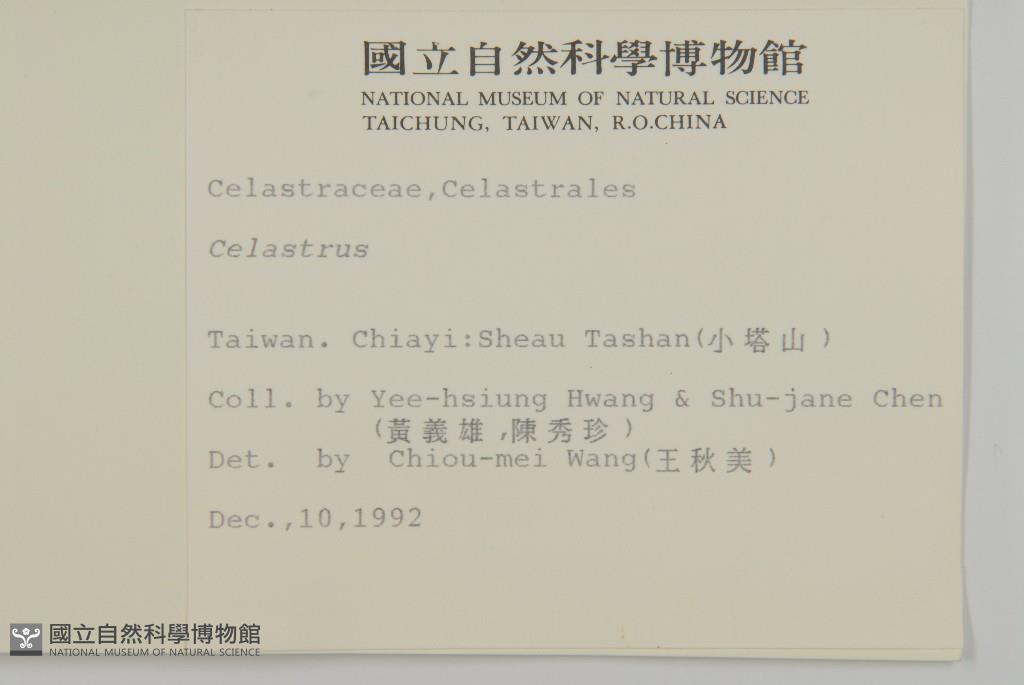 國立自然科學博物館
NATIONAL MUSEUM OF NATURAL SCIENCE
TAICHUNG, TAIWAN, R.O.CHINA
Celastraceae,Celastrales
Celastrus
Taiwan. Chiayi:Sheau Tashan(小塔山)
Coll. by Yee-hsiung Hwang & Shu-jane Chen
(黃義雄,陳秀珍)
Det. by Chiou-mei Wang(王秋美)
Dec.,10,1992
國立自然科學博物館
NATIONAL MUSEUM OF NATURAL SCIENCE